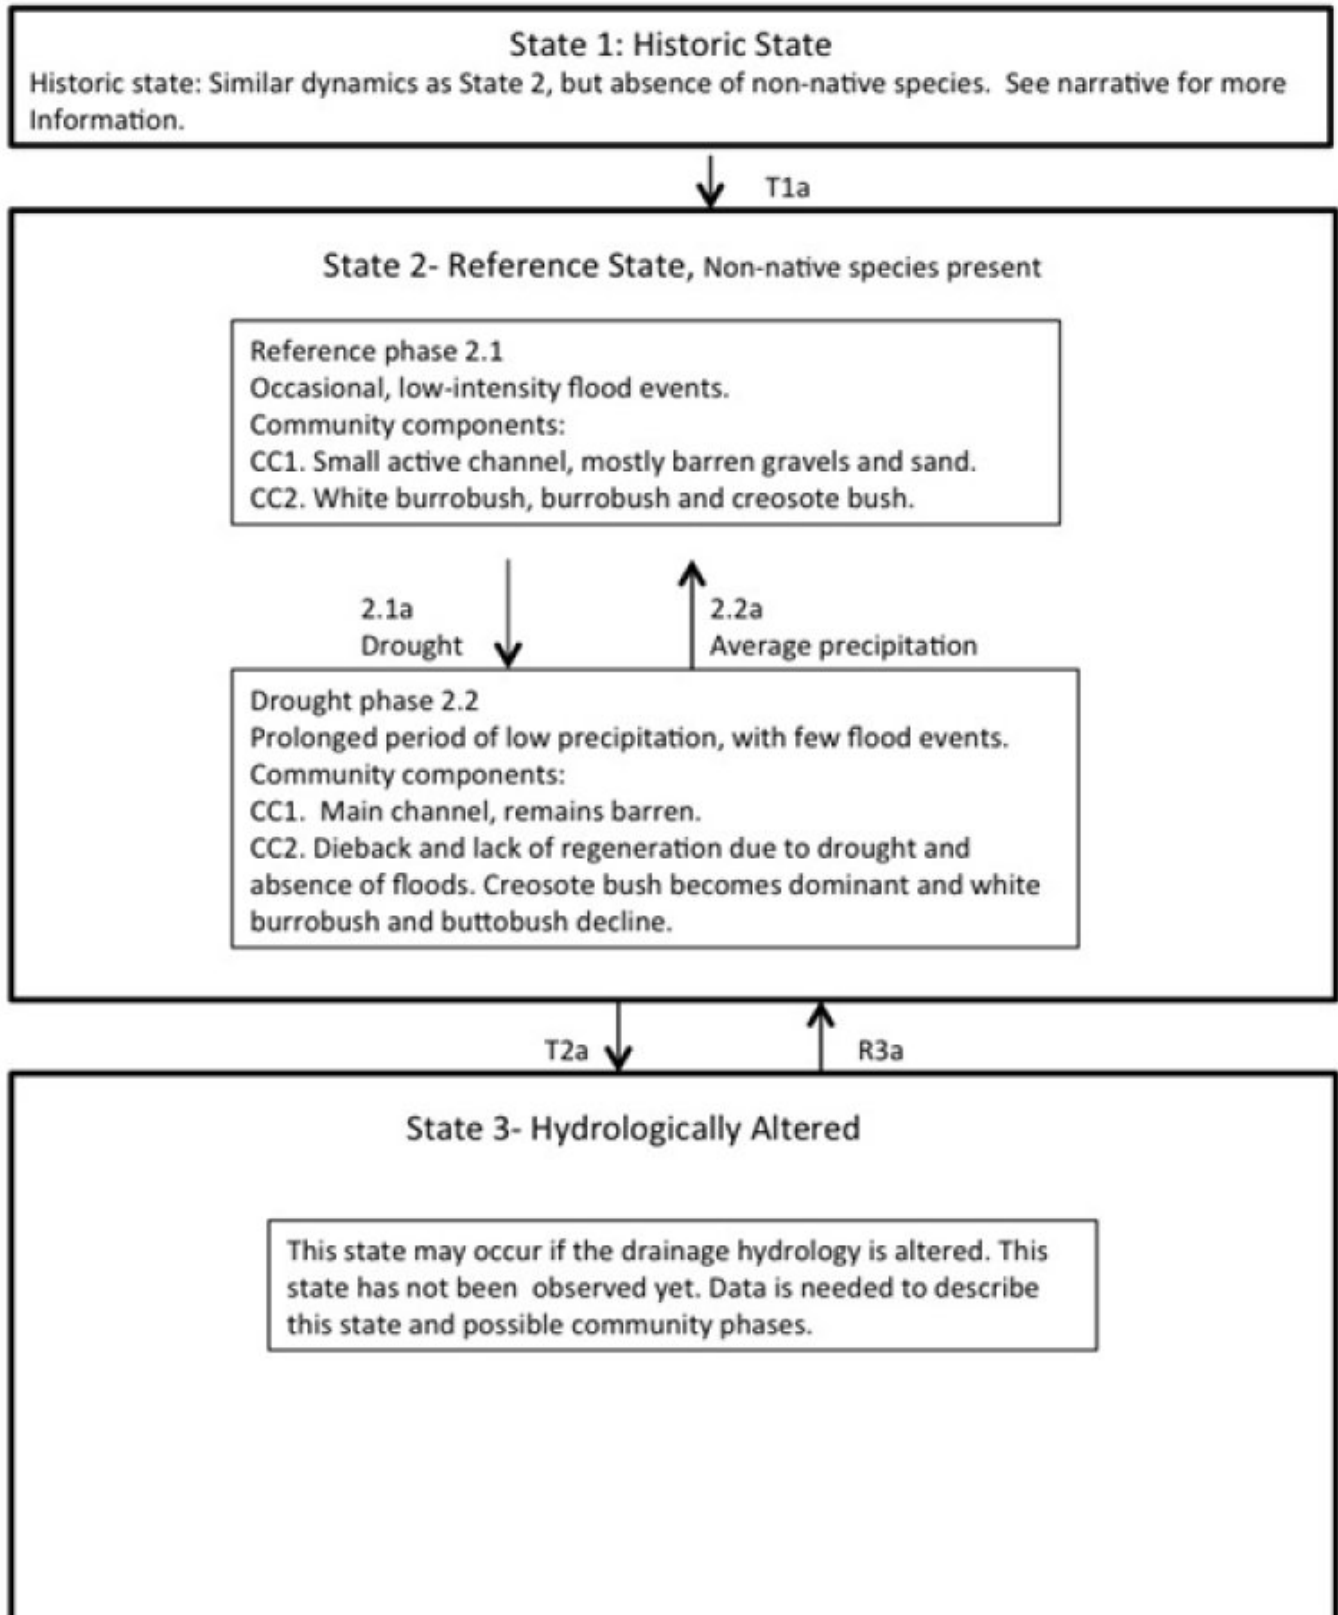 State 1: Historic State
Historic state: Similar dynamics as State 2, but absence of non-native species.  See narrative for more
Information.
T1a
State 2- Reference State, Non-native species present
Reference phase 2.1
Occasional, low-intensity flood events.
Community components:
CC1. Small active channel, mostly barren gravels and sand.
CC2. White burrobush, burrobush and creosote bush.
2.1a
Drought
2.2a
Average precipitation
Drought phase 2.2
Prolonged period of low precipitation, with few flood events.
Community components:
CC1.  Main channel, remains barren.
CC2. Dieback and lack of regeneration due to drought and
absence of floods. Creosote bush becomes dominant and white
burrobush and buttobush decline.
T2a
R3a
State 3- Hydrologically Altered
This state may occur if the drainage hydrology is altered. This
state has not been  observed yet. Data is needed to describe
this state and possible community phases.